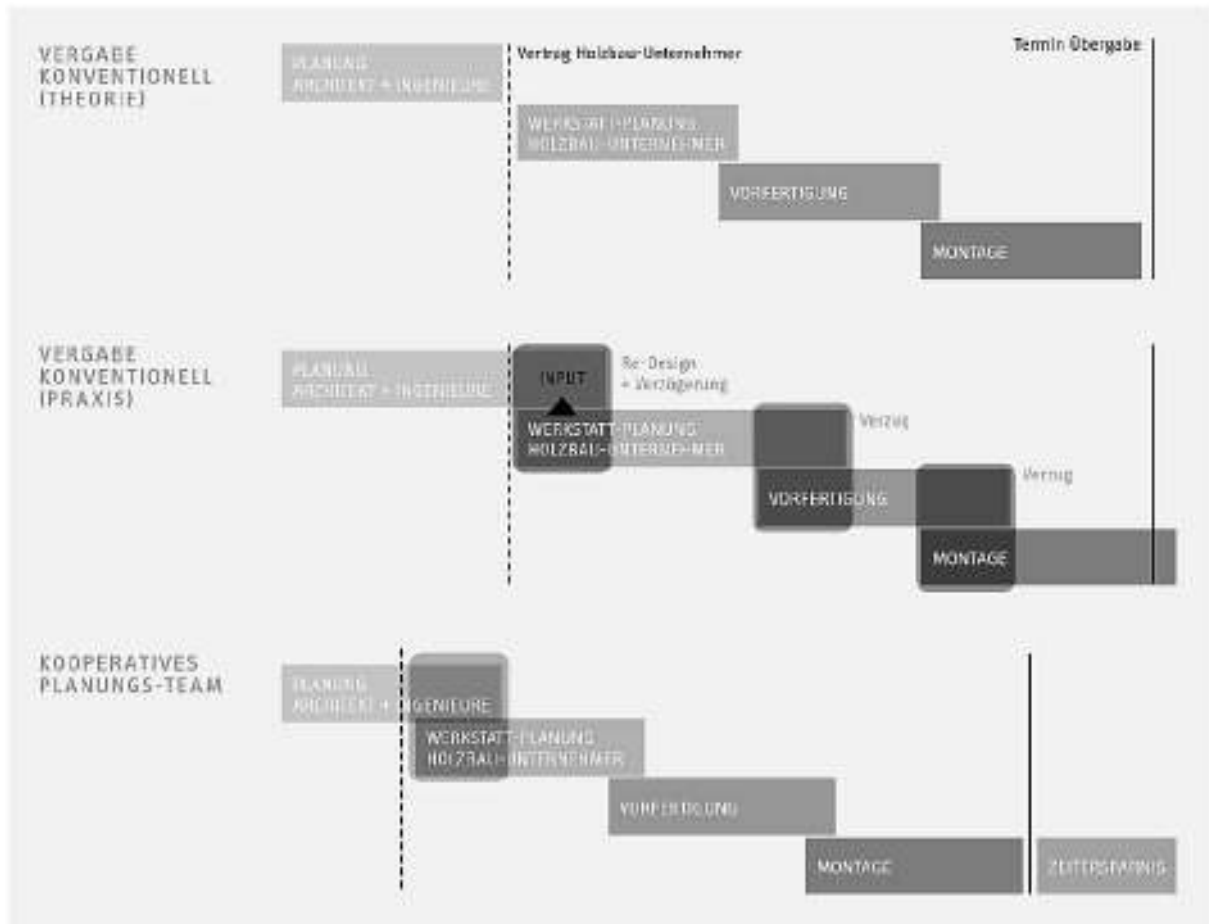 VERGABE
KONVENTIONELL
(THEORIE)
PLANUNG
ARCHITEKT + INGENIEURE
Vertrag Holzbau-Unternehmer
Termin Übergabe
WERKSTATT-PLANUNG
HOLZBAU-UNTERNEHMER
VORFERTIGUNG
MONTAGE
VERGABE
KONVENTIONELL
(PRAXIS)
PLANUNG
ARCHITEKT + INGENIEURE
INPUT
Re-Design
+ Verzögerung
WERKSTATT-PLANUNG
HOLZBAU-UNTERNEHMER
Verzug
VORFERTIGUNG
Verzug
MONTAGE
KOOPERATIVES
PLANUNGS-TEAM
PLANUNG
ARCHITEKT + INGENIEURE
WERKSTATT-PLANUNG
HOLZBAU-UNTERNEHMER
VORFERTIGUNG
MONTAGE
ZEITERSPARNIS